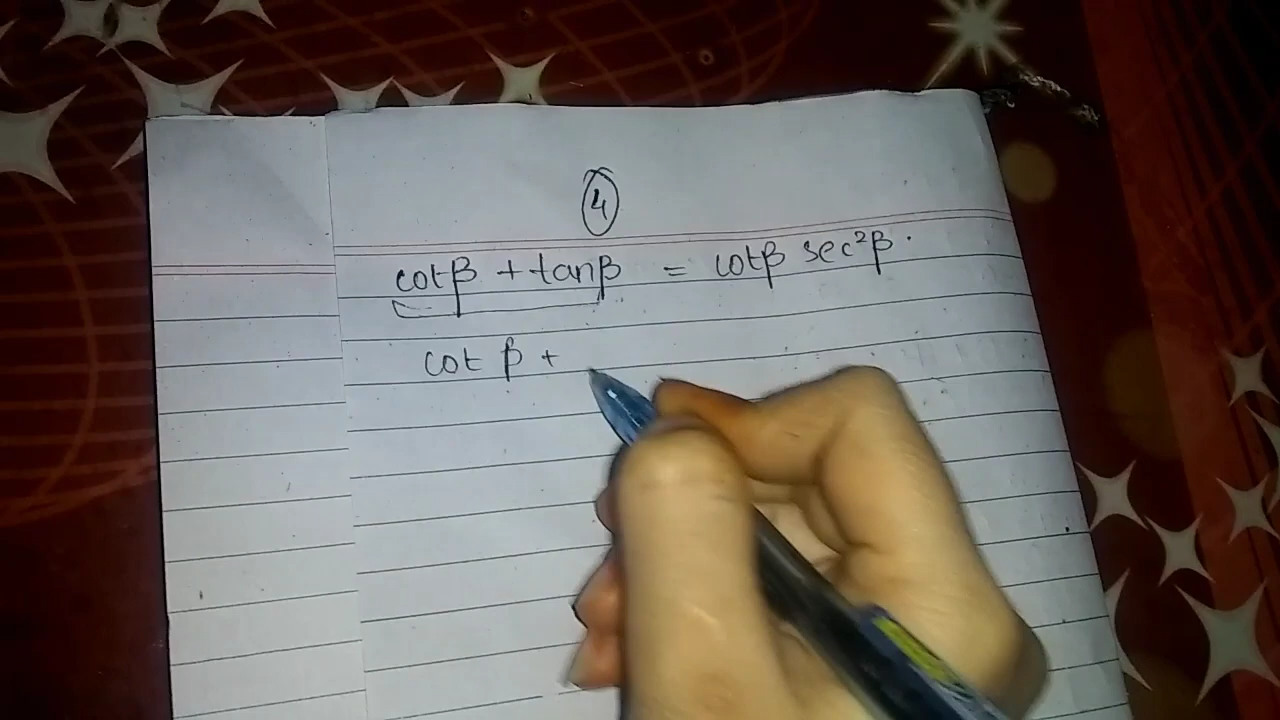 4
cotβ + tanβ = cotβ sec²β.
cot β +